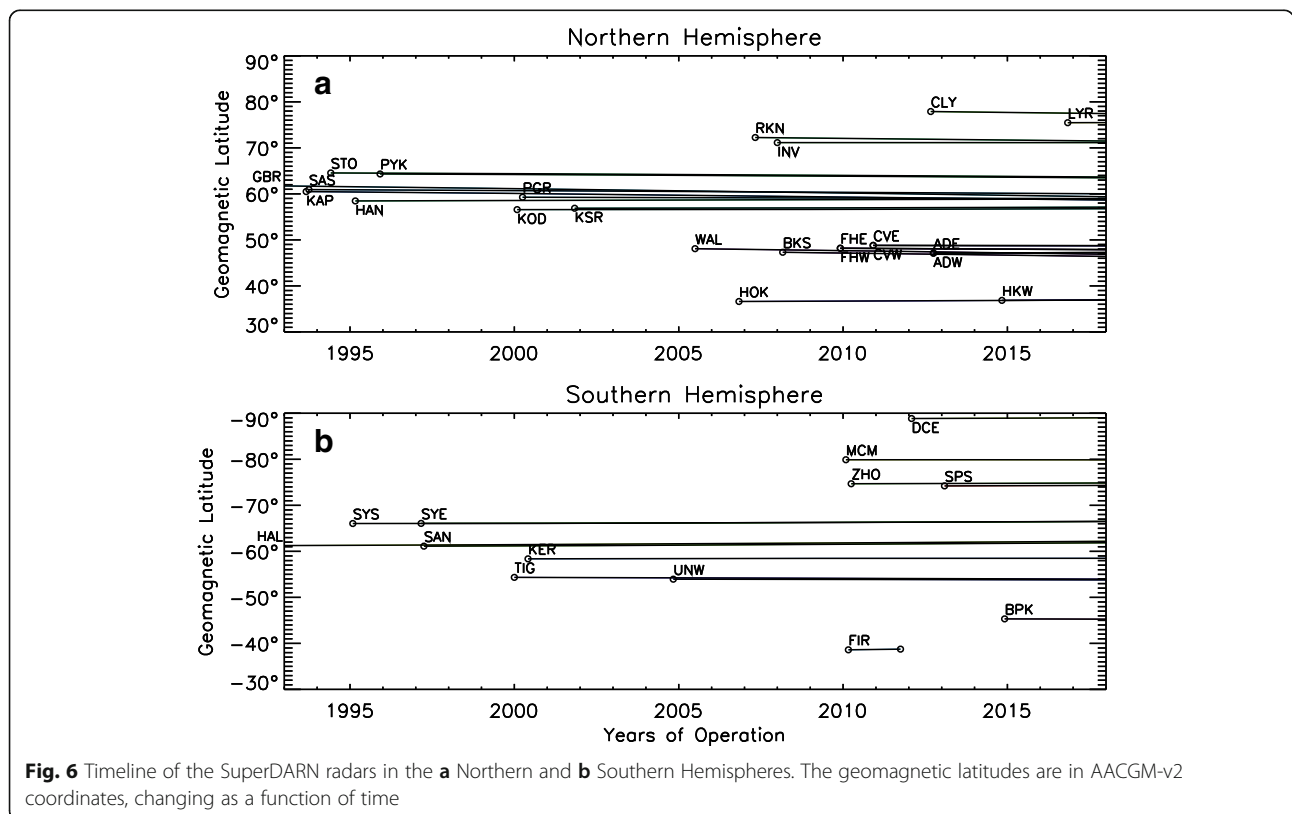 Northern Hemisphere
a
Geomagnetic Latitude
90°
80°
70°
60°
50°
40°
30°
CLY
LYR
RKN
INV
STO
PYK
GBR
SAS
KAP
HAN
PGR
KOD
KSR
WAL
BKS
FHE
CVE
ADE
FHW
CVW
ADW
HOK
HKW
1995
2000
2005
2010
2015
Southern Hemisphere
b
Geomagnetic Latitude
−90°
−80°
−70°
−60°
−50°
−40°
−30°
DCE
MCM
ZHO
SPS
SYS
SYE
HAL
SAN
KER
TIG
UNW
BPK
FIR
1995
2000
2005
2010
2015
Years of Operation
Fig. 6 Timeline of the SuperDARN radars in the a Northern and b Southern Hemispheres. The geomagnetic latitudes are in AACGM-v2
coordinates, changing as a function of time